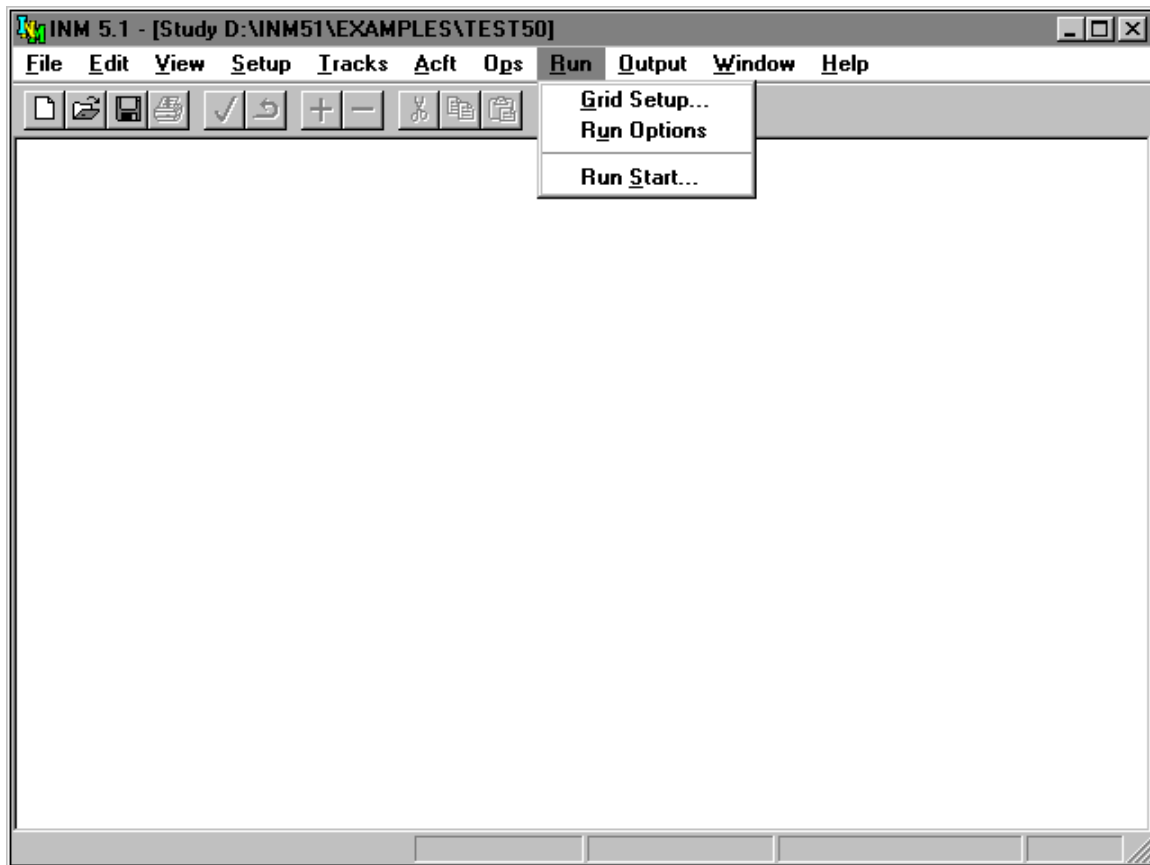 INM 5.1 - [Study D:\INM51\EXAMPLES\TEST50]
File Edit View Setup Tracks Acft Ops Run Output Window Help
Grid Setup...
Run Options
Run Start...